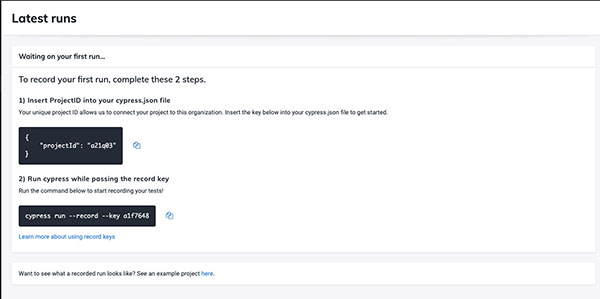 Latest runs
Waiting on your first run...
To record your first run, complete these 2 steps.
1) Insert ProjectID into your cypress.json file
Your unique project ID allows us to connect your project to this organization. Insert the key below into your cypress.json file to get started.
{
"projectId": "a21q03"
}
2) Run cypress while passing the record key
Run the command below to start recording your tests!
cypress run --record --key a1f7648
Learn more about using record keys
Want to see what a recorded run looks like? See an example project here.